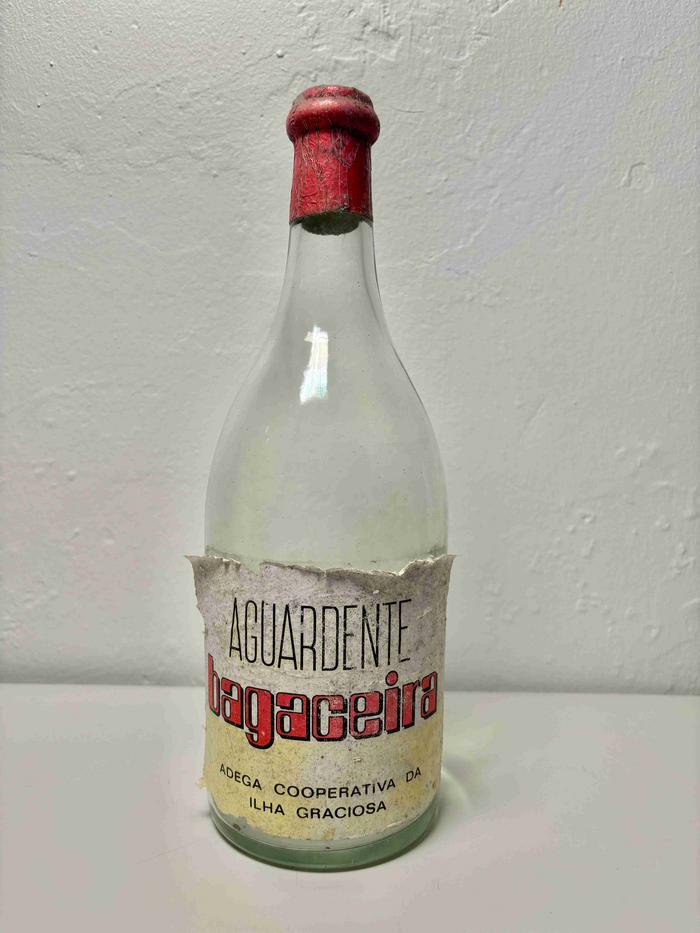 AGUARDENTE
bagaceira
ADEGA COOPERATIVA DA
ILHA GRACIOSA